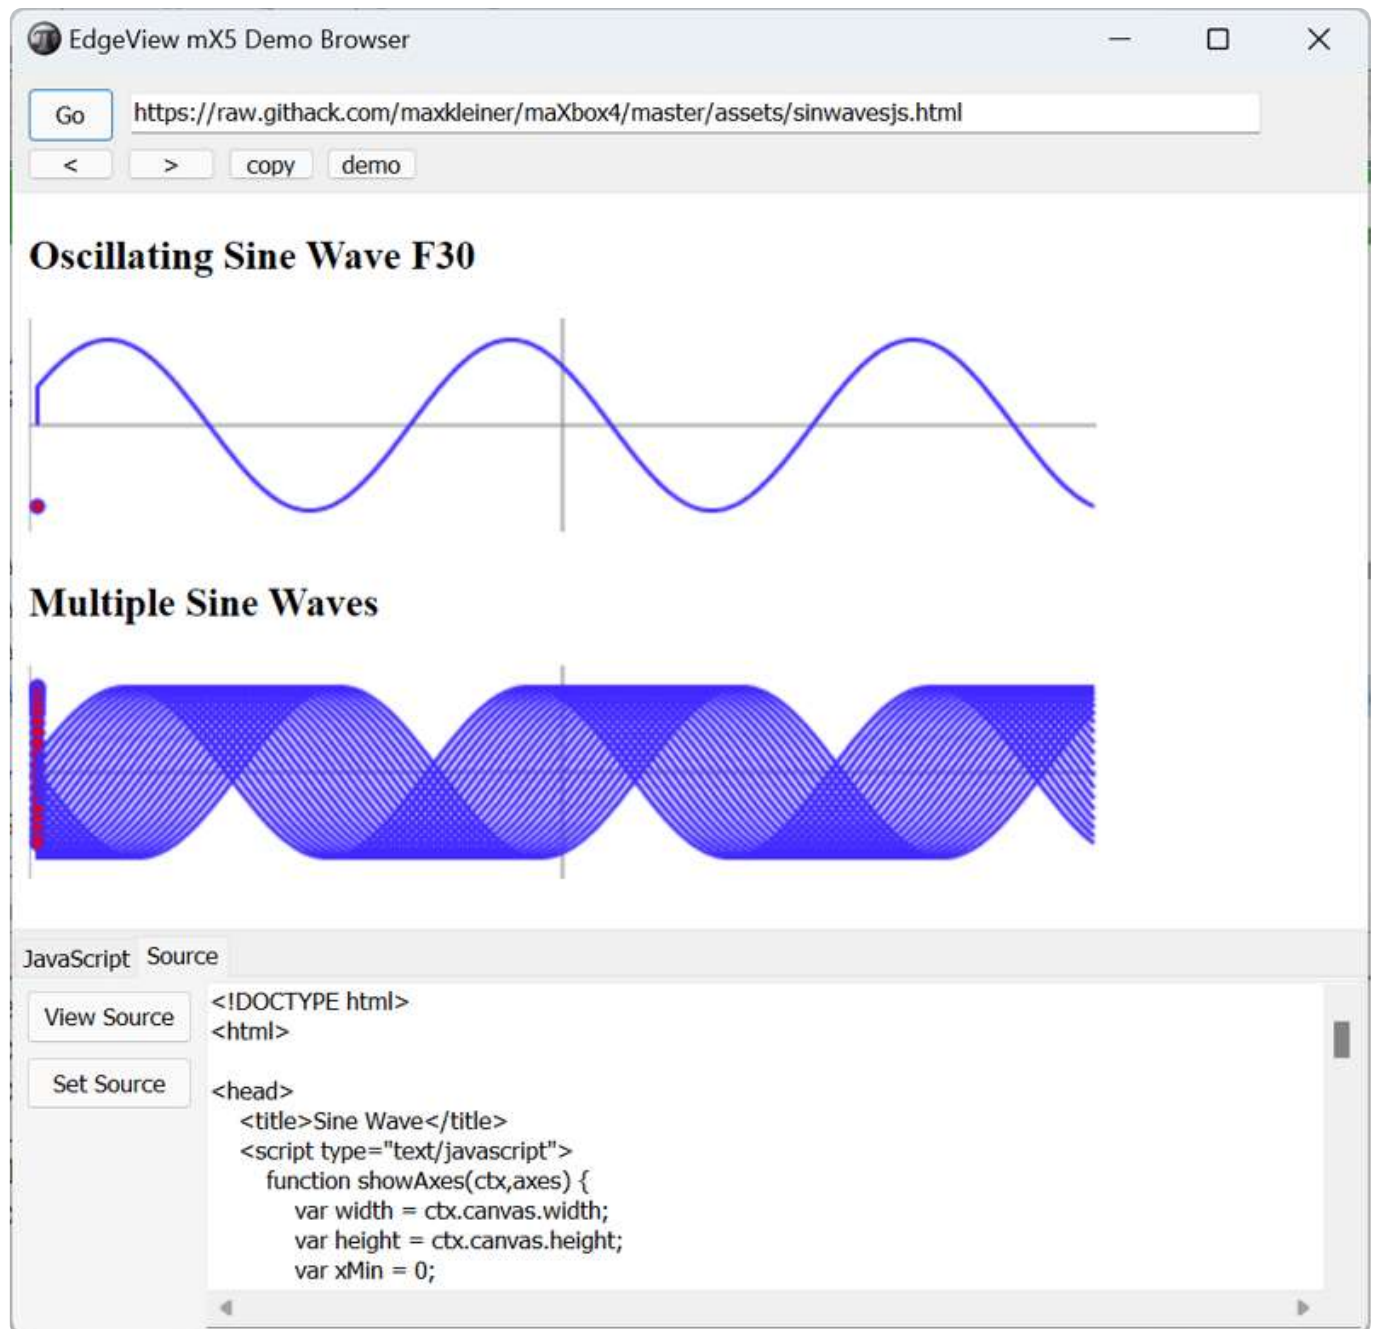 EdgeView mX5 Demo Browser
Go https://raw.githack.com/maxkleiner/maXbox4/master/assets/sinwavesjs.html
< > copy demo
Oscillating Sine Wave F30
Multiple Sine Waves
JavaScript Source
View Source
Set Source
<!DOCTYPE html>
<html>
<head>
<title>Sine Wave</title>
<script type="text/javascript">
function showAxes(ctx,axes) {
var width = ctx.canvas.width;
var height = ctx.canvas.height;
var xMin = 0;